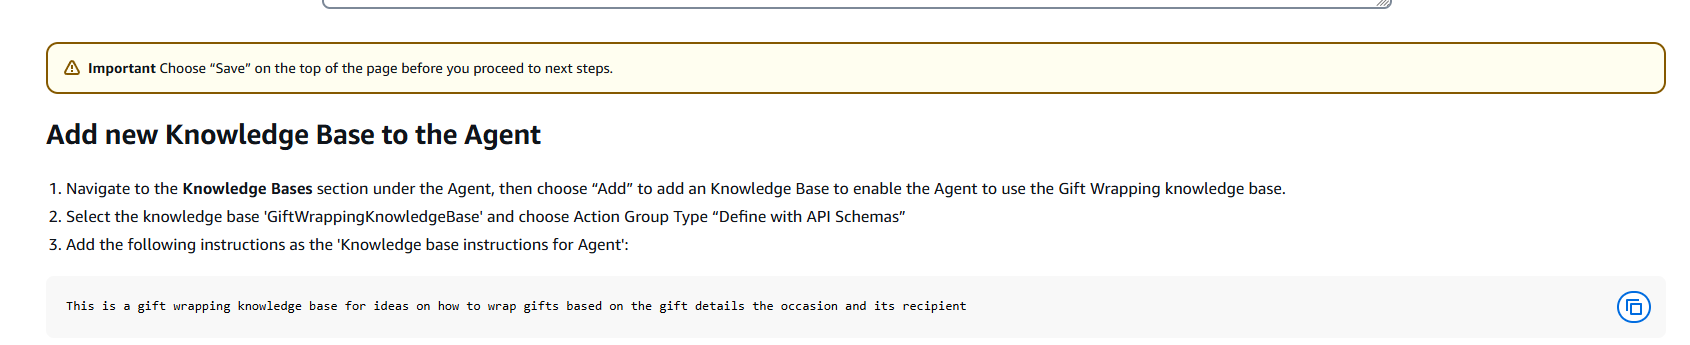 Important Choose “Save” on the top of the page before you proceed to next steps.
Add new Knowledge Base to the Agent
1. Navigate to the Knowledge Bases section under the Agent, then choose “Add” to add an Knowledge Base to enable the Agent to use the Gift Wrapping knowledge base.
2. Select the knowledge base 'GiftWrappingKnowledgeBase' and choose Action Group Type “Define with API Schemas”
3. Add the following instructions as the 'Knowledge base instructions for Agent':
This is a gift wrapping knowledge base for ideas on how to wrap gifts based on the gift details the occasion and its recipient